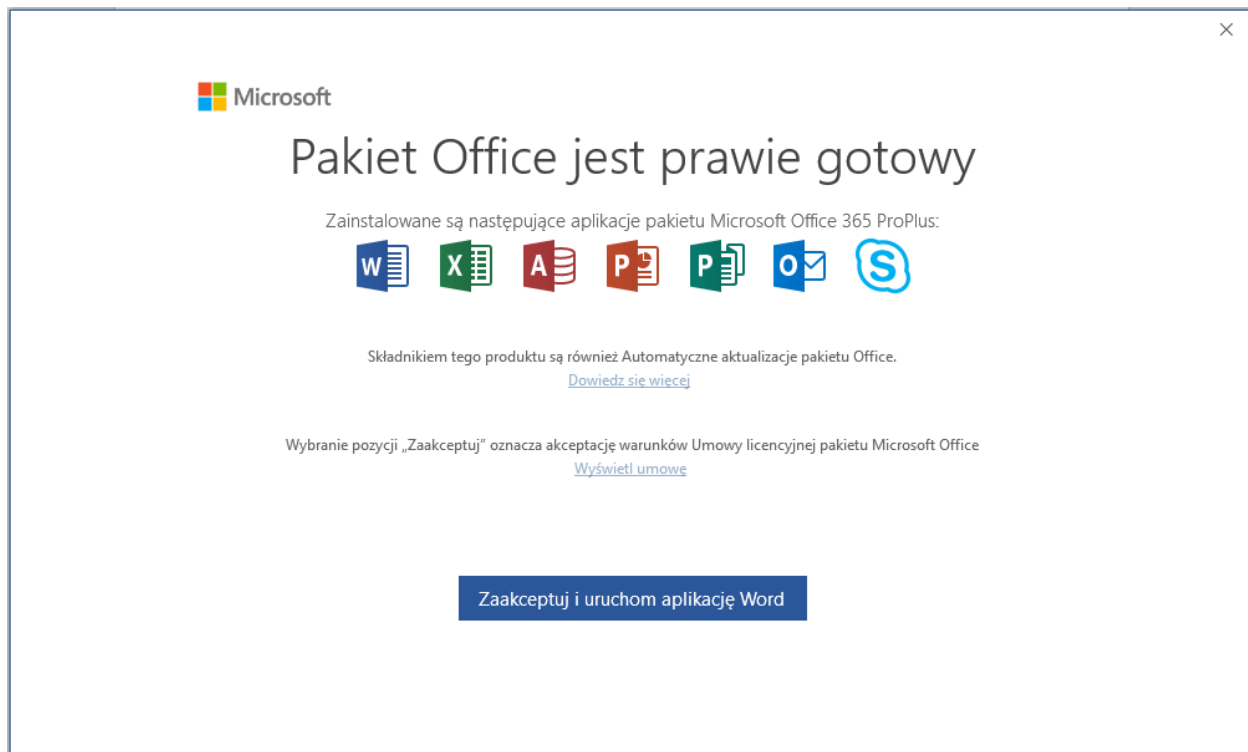 Microsoft
Pakiet Office jest prawie gotowy
Zainstalowane są następujące aplikacje pakietu Microsoft Office 365 ProPlus:
W X A P P O S
Składnikiem tego produktu są również Automatyczne aktualizacje pakietu Office.
Dowiedz się więcej
Wybranie pozycji „Zaakceptuj” oznacza akceptację warunków Umowy licencyjnej pakietu Microsoft Office
Wyświetl umowę
Zaakceptuj i uruchom aplikację Word